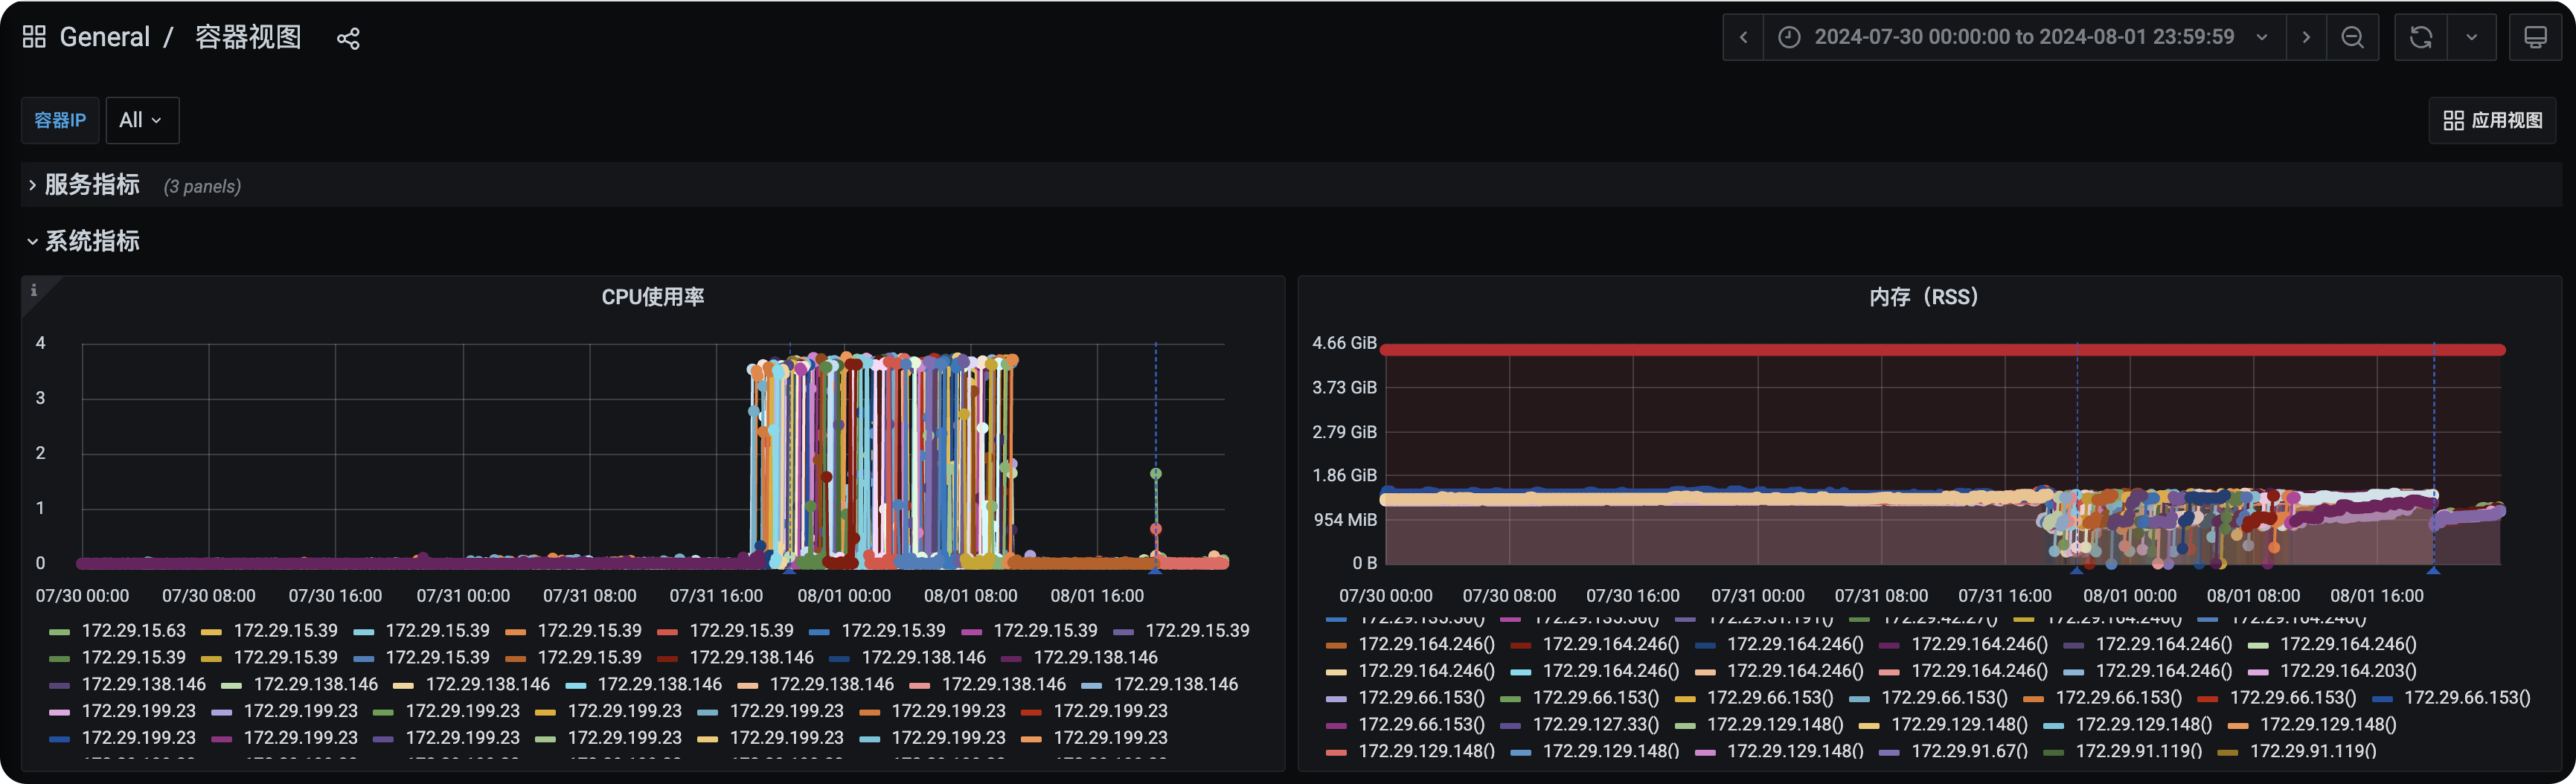 General / 容器视图
2024-07-30 00:00:00 to 2024-08-01 23:59:59
容器IP All
应用视图
服务指标 (3 panels)
系统指标
CPU使用率
4
3
2
1
0
07/30 00:00 07/30 08:00 07/30 16:00 07/31 00:00 07/31 08:00 07/31 16:00 08/01 00:00 08/01 08:00 08/01 16:00
172.29.15.63 172.29.15.39 172.29.15.39 172.29.15.39 172.29.15.39 172.29.15.39 172.29.15.39 172.29.15.39
172.29.15.39 172.29.15.39 172.29.15.39 172.29.15.39 172.29.138.146 172.29.138.146 172.29.138.146
172.29.138.146 172.29.138.146 172.29.138.146 172.29.138.146 172.29.138.146 172.29.138.146 172.29.138.146
172.29.199.23 172.29.199.23 172.29.199.23 172.29.199.23 172.29.199.23 172.29.199.23 172.29.199.23
172.29.199.23 172.29.199.23 172.29.199.23 172.29.199.23 172.29.199.23 172.29.199.23 172.29.199.23
内存（RSS）
4.66 GiB
3.73 GiB
2.79 GiB
1.86 GiB
954 MiB
0 B
07/30 00:00 07/30 08:00 07/30 16:00 07/31 00:00 07/31 08:00 07/31 16:00 08/01 00:00 08/01 08:00 08/01 16:00
172.29.164.246() 172.29.164.246() 172.29.164.246() 172.29.164.246() 172.29.164.246() 172.29.164.246()
172.29.164.246() 172.29.164.246() 172.29.164.246() 172.29.164.246() 172.29.164.246() 172.29.164.203()
172.29.66.153() 172.29.66.153() 172.29.66.153() 172.29.66.153() 172.29.66.153() 172.29.66.153() 172.29.66.153()
172.29.66.153() 172.29.127.33() 172.29.129.148() 172.29.129.148() 172.29.129.148() 172.29.129.148()
172.29.129.148() 172.29.129.148() 172.29.129.148() 172.29.91.67() 172.29.91.119() 172.29.91.119()